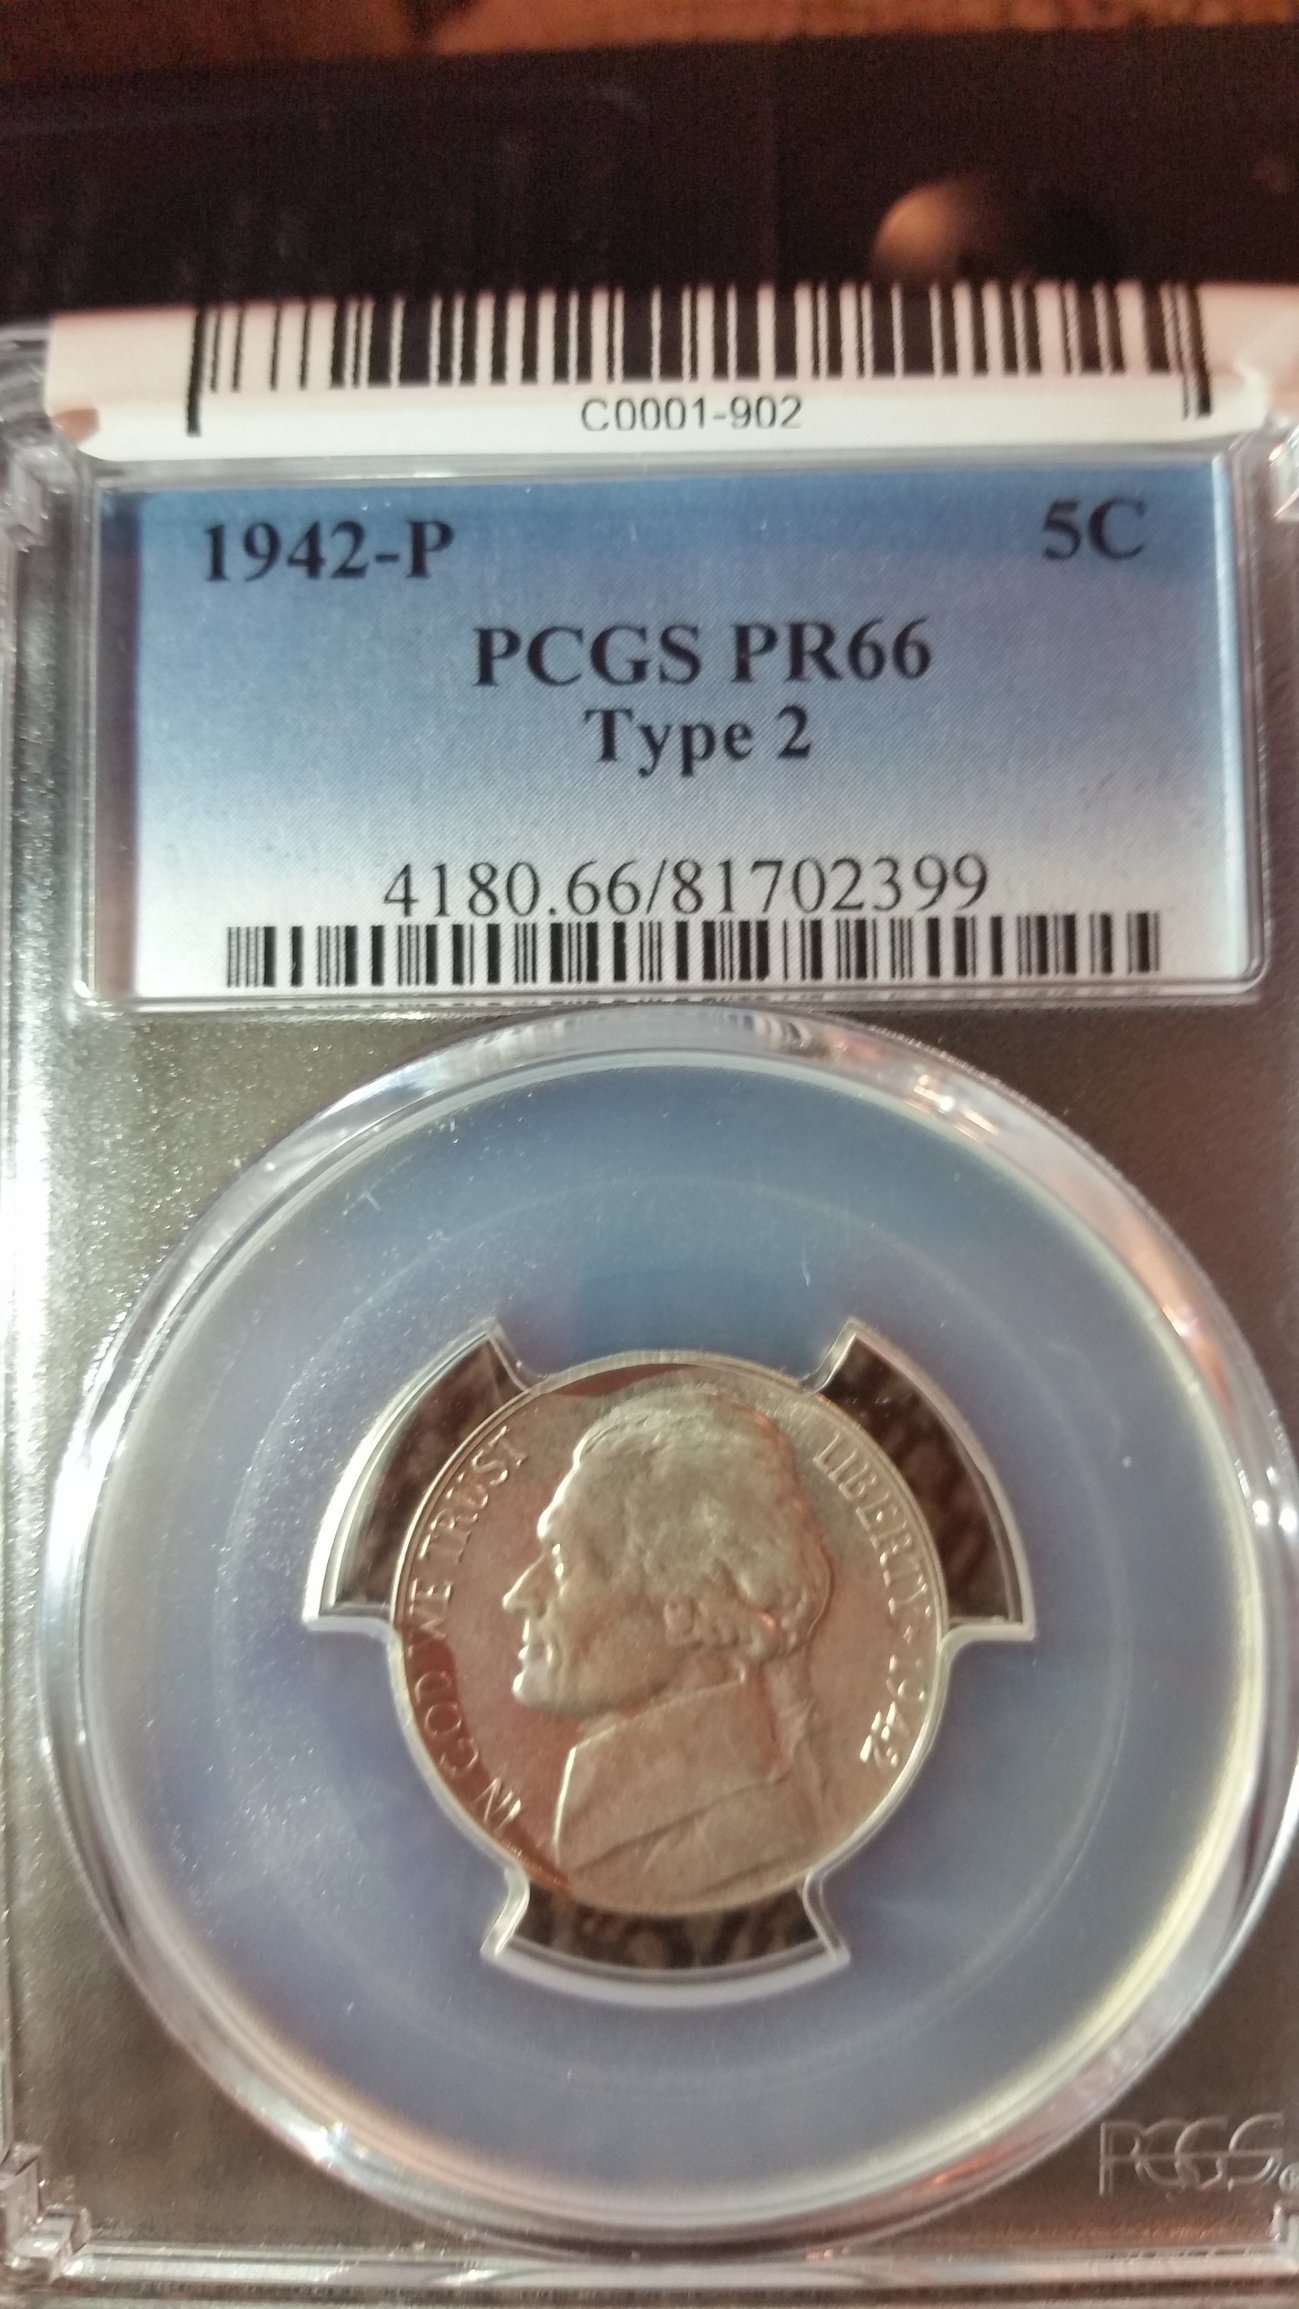 C0001-902
1942-P 5C
PCGS PR66
Type 2
4180.66/81702399
IN GOD WE TRUST
LIBERTY 1942
PCGS